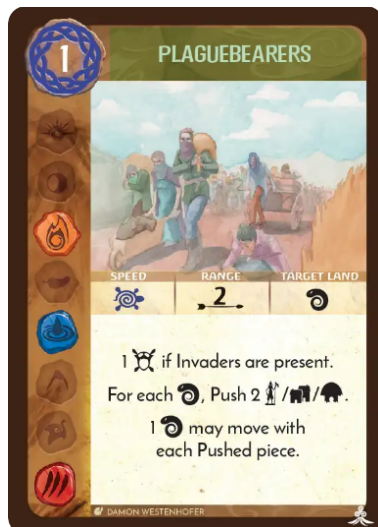 1
PLAGUEBEARERS
SPEED RANGE TARGET LAND
2
1 if Invaders are present.
For each , Push 2 / / .
1 may move with
each Pushed piece.
DAMON WESTENHOFER